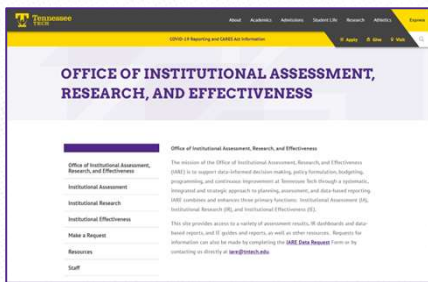 Tennessee
TECH
About Academics Admissions Student Life Research Athletics Express
COVID-19 Reporting and CARES Act Information
Apply Give Visit
OFFICE OF INSTITUTIONAL ASSESSMENT,
RESEARCH, AND EFFECTIVENESS
Office of Institutional Assessment,
Research, and Effectiveness
Institutional Assessment
Institutional Research
Institutional Effectiveness
Make a Request
Resources
Staff
Office of Institutional Assessment, Research, and Effectiveness
The mission of the Office of Institutional Assessment, Research, and Effectiveness
(IARE) is to support data-informed decision making, policy formulation, budgeting,
programming, and continuous improvement at Tennessee Tech through a systematic,
integrated and strategic approach to planning, assessment, and data-based reporting.
IARE combines and enhances three primary functions: Institutional Assessment (IA),
Institutional Research (IR), and Institutional Effectiveness (IE).
This site provides access to a variety of assessment results, IR dashboards and data-
based reports, and IE guides and reports, as well as other resources. Requests for
information can also be made by completing the IARE Data Request Form or by
contacting us directly at iare@tntech.edu.